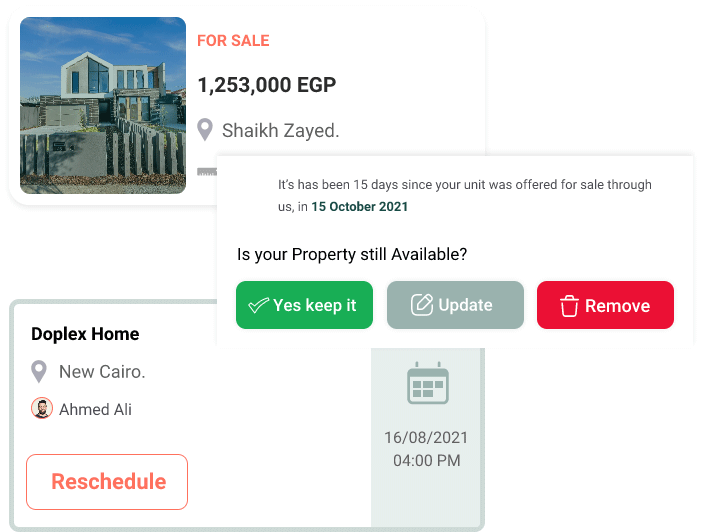 FOR SALE
1,253,000 EGP
Shaikh Zayed.
It's has been 15 days since your unit was offered for sale through
us, in 15 October 2021
Is your Property still Available?
Yes keep it
Update
Remove
Doplex Home
New Cairo.
Ahmed Ali
16/08/2021
04:00 PM
Reschedule